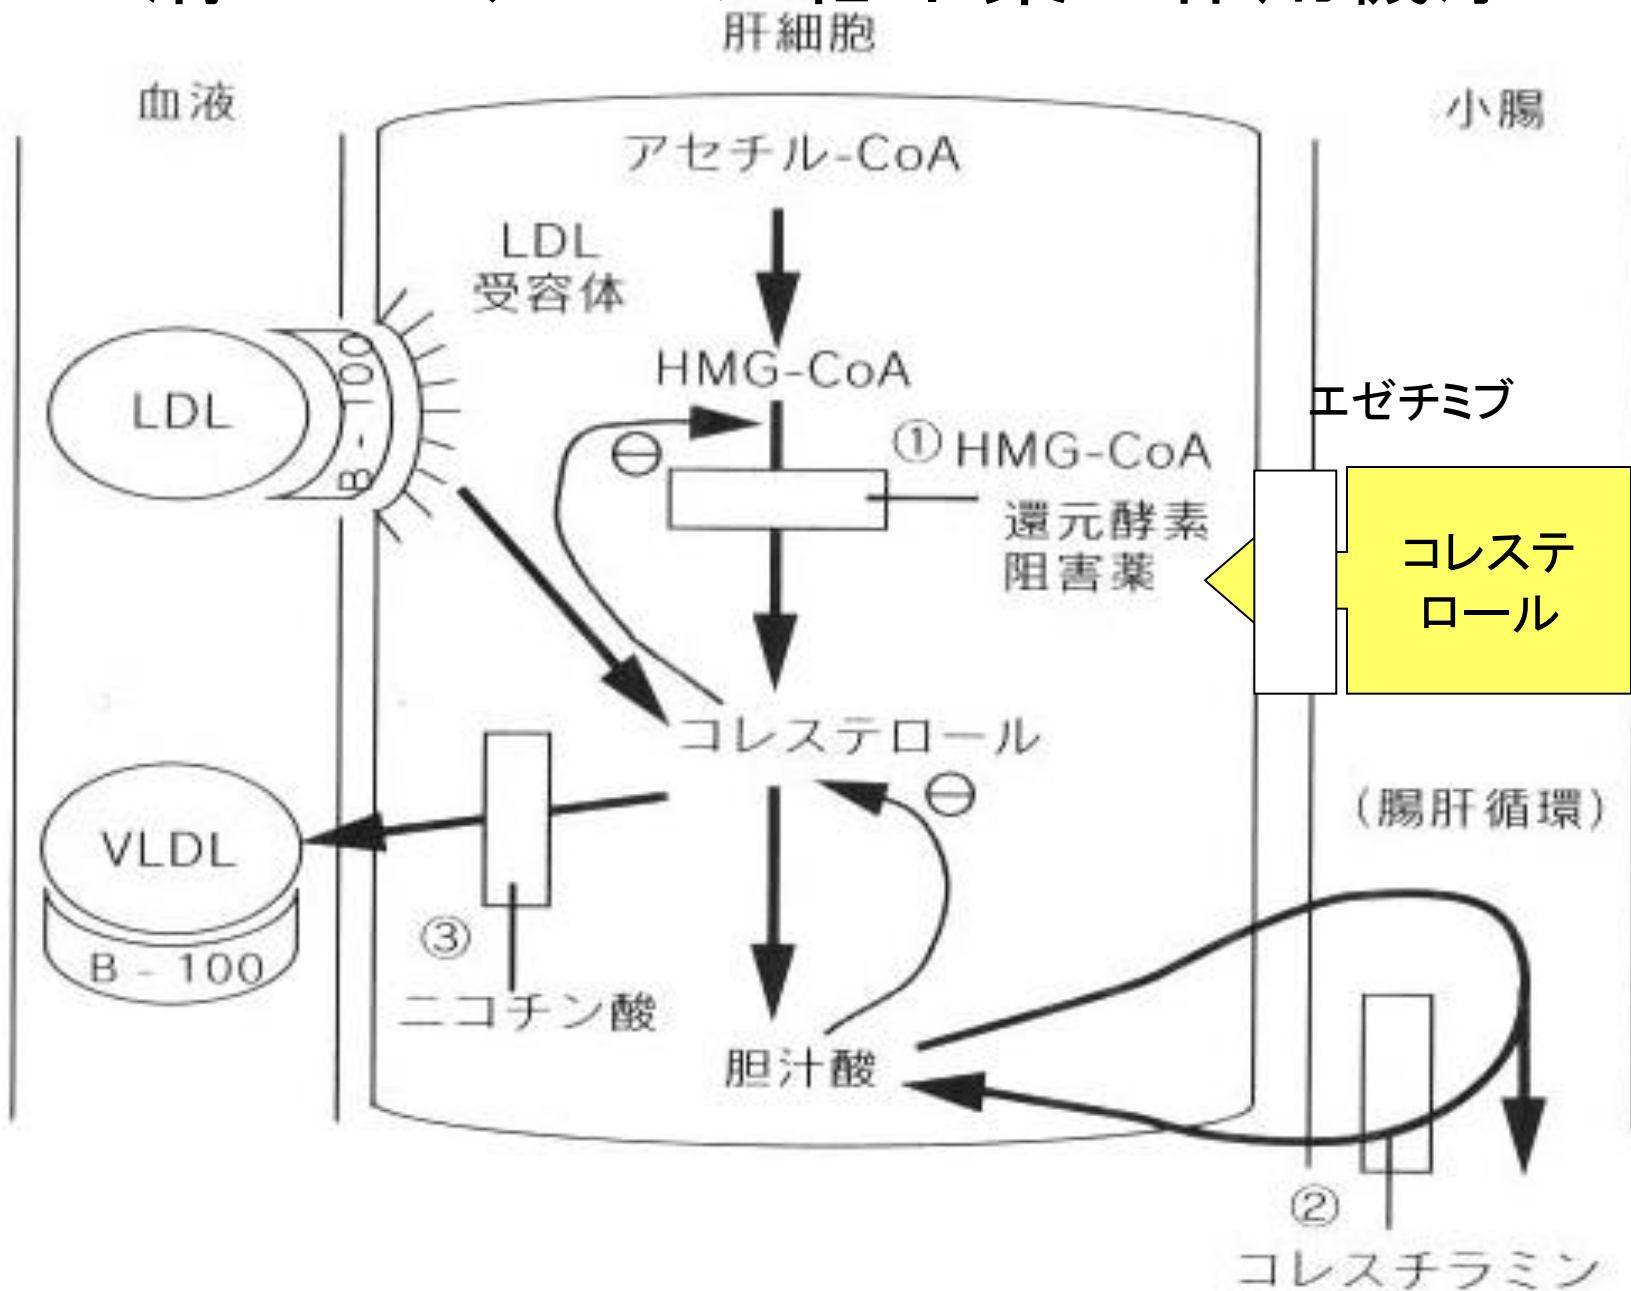 肝細胞
血液
小腸
アセチル-CoA
LDL
受容体
HMG-CoA
LDL
B-100
エゼチミブ
⊖
① HMG-CoA
還元酵素
阻害薬
コレステ
ロール
コレステロール
⊖
(腸肝循環)
VLDL
B - 100
③
ニコチン酸
胆汁酸
②
コレスチラミン